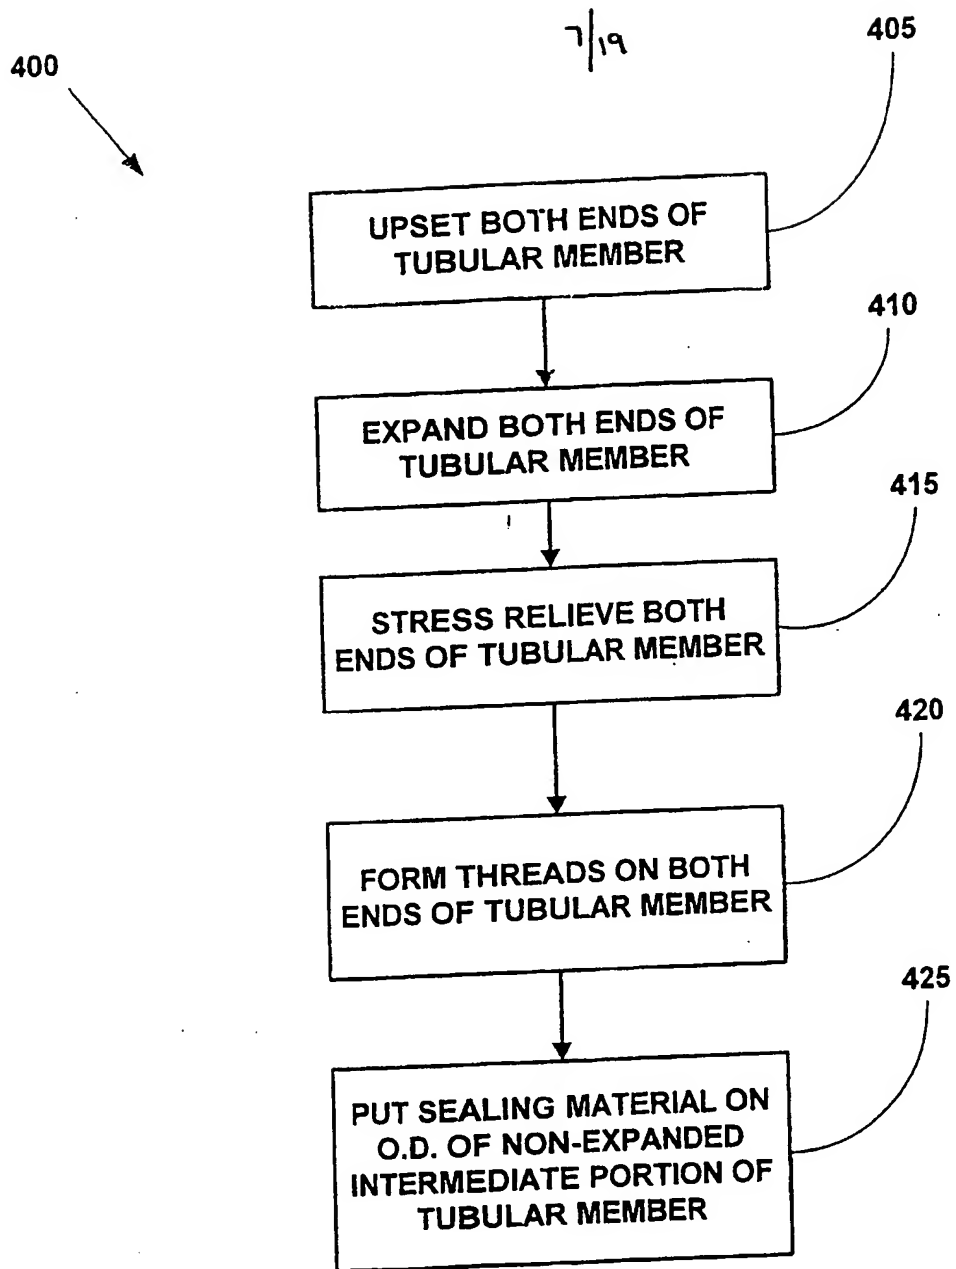 7/19
400
405
UPSET BOTH ENDS OF
TUBULAR MEMBER
410
EXPAND BOTH ENDS OF
TUBULAR MEMBER
415
STRESS RELIEVE BOTH
ENDS OF TUBULAR MEMBER
420
FORM THREADS ON BOTH
ENDS OF TUBULAR MEMBER
425
PUT SEALING MATERIAL ON
O.D. OF NON-EXPANDED
INTERMEDIATE PORTION OF
TUBULAR MEMBER